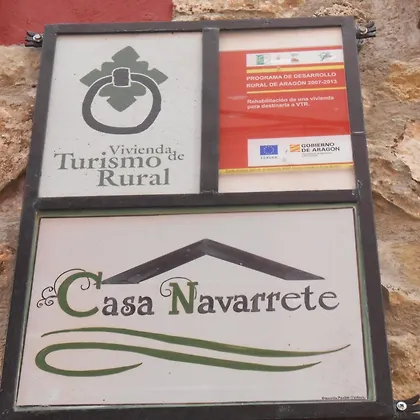 Vivienda
Turismo de
Rural
PROGRAMA DE DESARROLLO
RURAL DE ARAGÓN 2007-2013
Rehabilitación de una vivienda
para destinarla a VTR.
GOBIERNO
DE ARAGON
Casa Navarrete